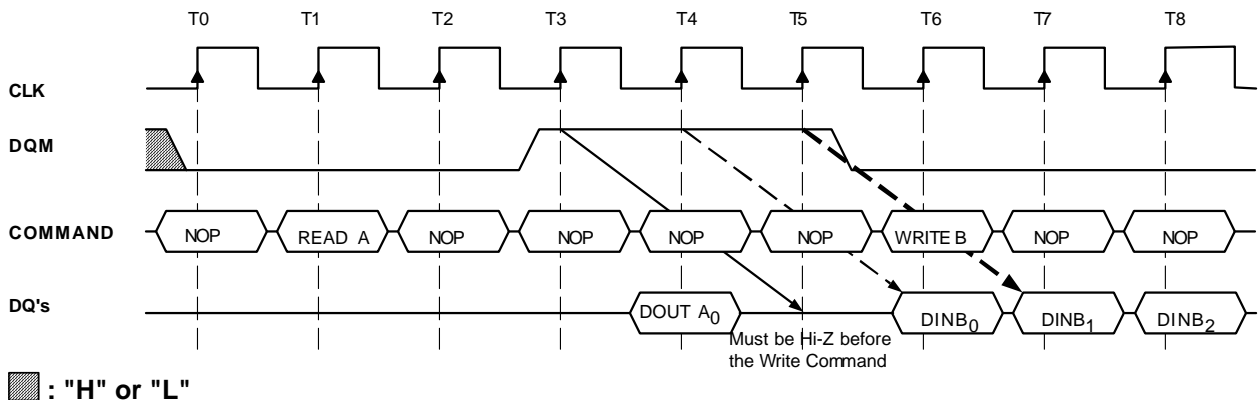 T0 T1 T2 T3 T4 T5 T6 T7 T8
CLK
DQM
COMMAND NOP READ A NOP NOP NOP NOP WRITE B NOP NOP
DQ's DOUT A0 DINB0 DINB1 DINB2
Must be Hi-Z before
the Write Command
: "H" or "L"